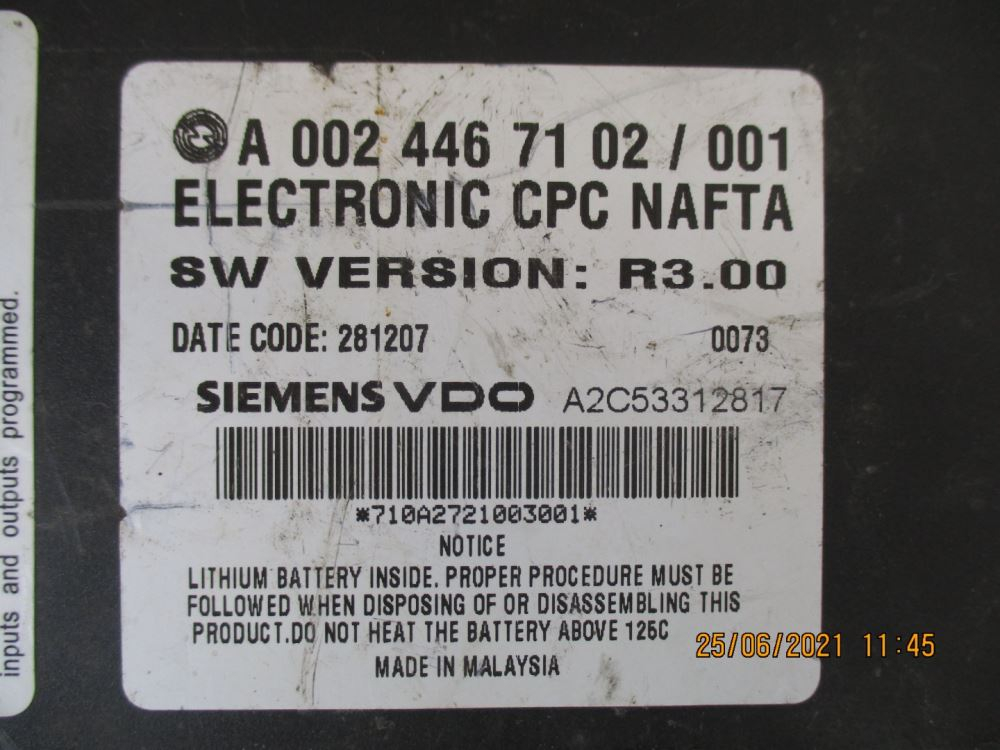 A 002 446 71 02 / 001
ELECTRONIC CPC NAFTA
SW VERSION: R3.00
DATE CODE: 281207 0073
SIEMENS VDO A2C53312817
*710A2721003001*
NOTICE
LITHIUM BATTERY INSIDE. PROPER PROCEDURE MUST BE
FOLLOWED WHEN DISPOSING OF OR DISASSEMBLING THIS
PRODUCT.DO NOT HEAT THE BATTERY ABOVE 125C
MADE IN MALAYSIA
inputs and outputs programmed.
25/06/2021 11:45